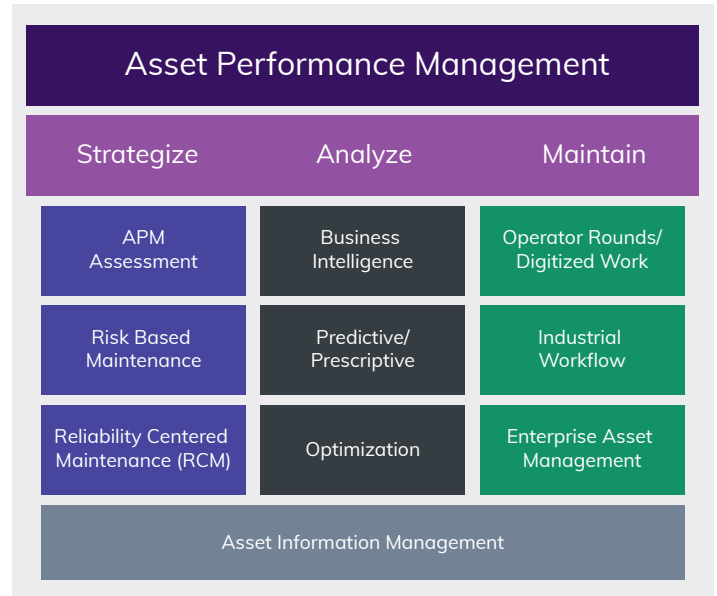 Asset Performance Management
Strategize
Analyze
Maintain
APM
Assessment
Business
Intelligence
Operator Rounds/
Digitized Work
Risk Based
Maintenance
Predictive/
Prescriptive
Industrial
Workflow
Reliability Centered
Maintenance (RCM)
Optimization
Enterprise Asset
Management
Asset Information Management